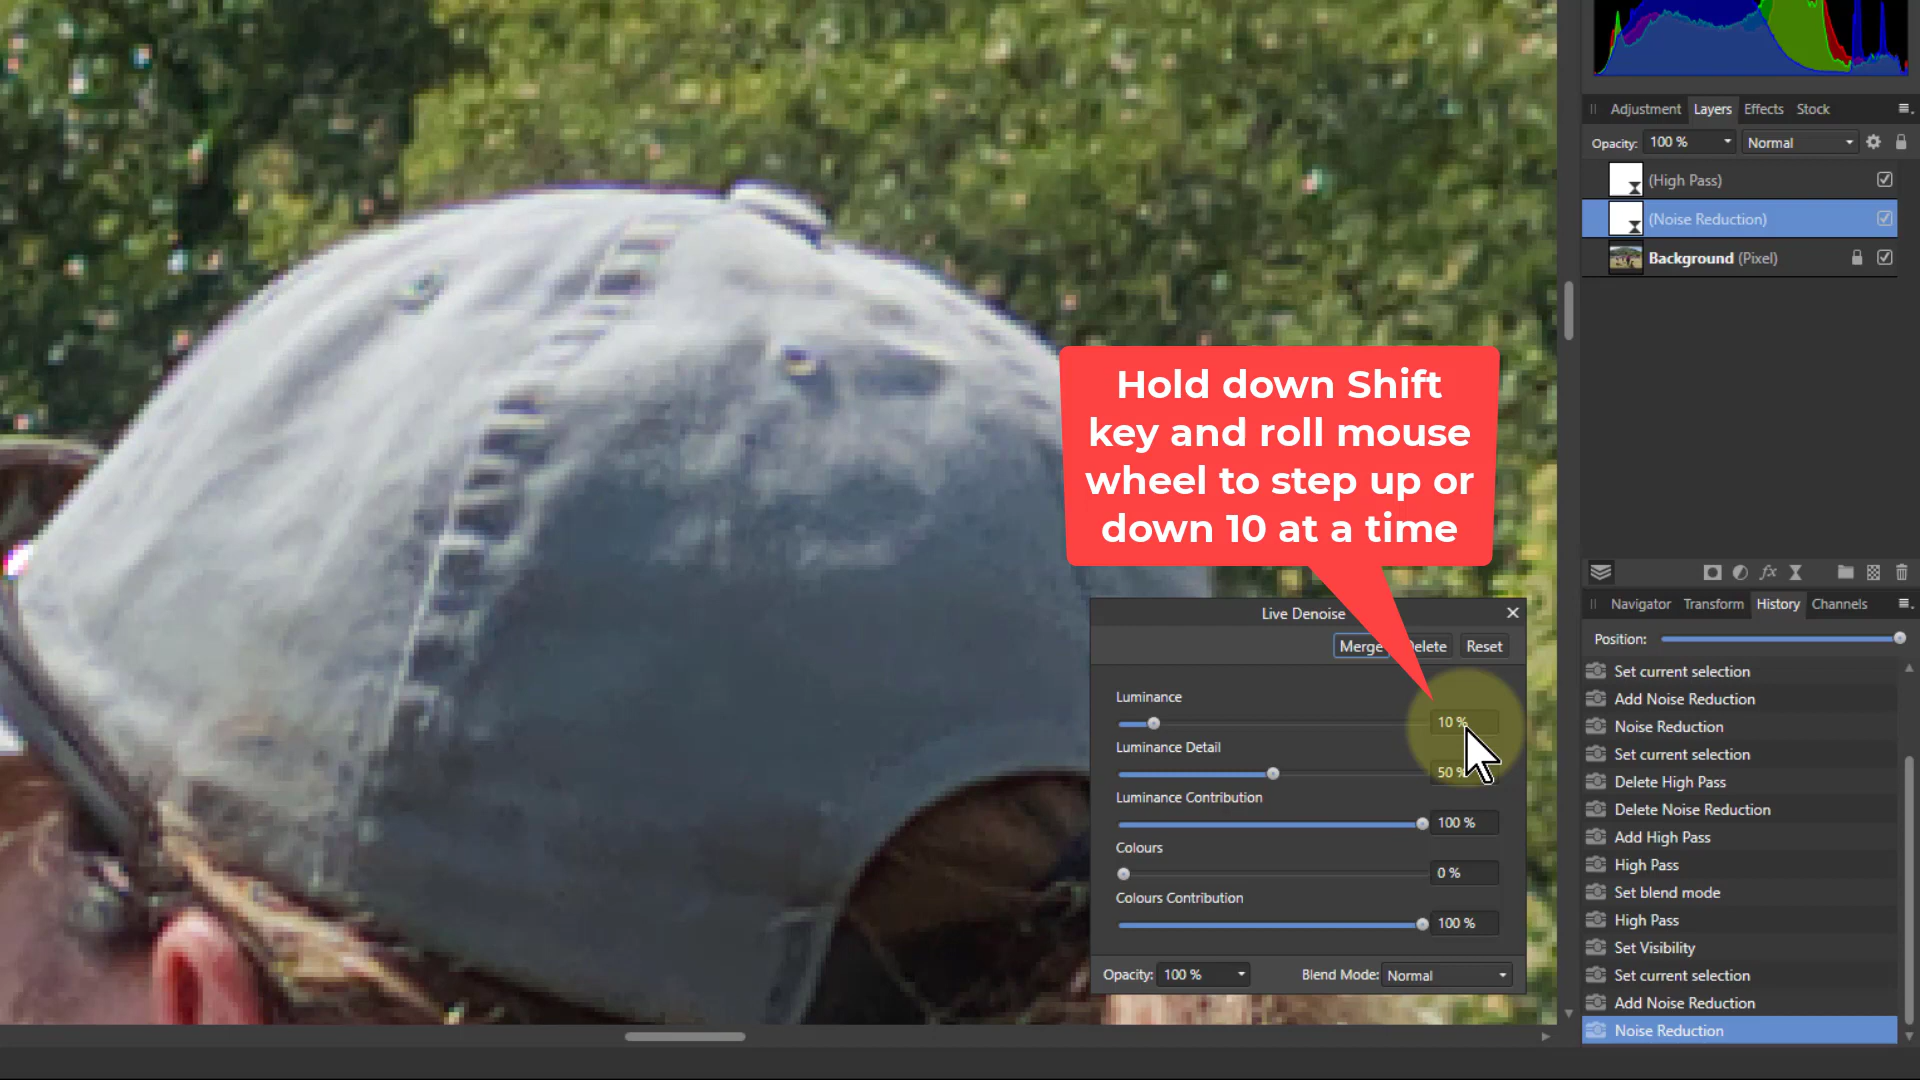 Adjustment Layers Effects Stock
Opacity: 100 % Normal
(High Pass)
(Noise Reduction)
Background (Pixel)
Hold down Shift
key and roll mouse
wheel to step up or
down 10 at a time
Navigator Transform History Channels
Position:
Set current selection
Add Noise Reduction
Noise Reduction
Set current selection
Delete High Pass
Delete Noise Reduction
Add High Pass
High Pass
Set blend mode
High Pass
Set Visibility
Set current selection
Add Noise Reduction
Noise Reduction
Live Denoise
Merge Delete Reset
Luminance
10 %
Luminance Detail
50 %
Luminance Contribution
100 %
Colours
0 %
Colours Contribution
100 %
Opacity: 100 % Blend Mode: Normal